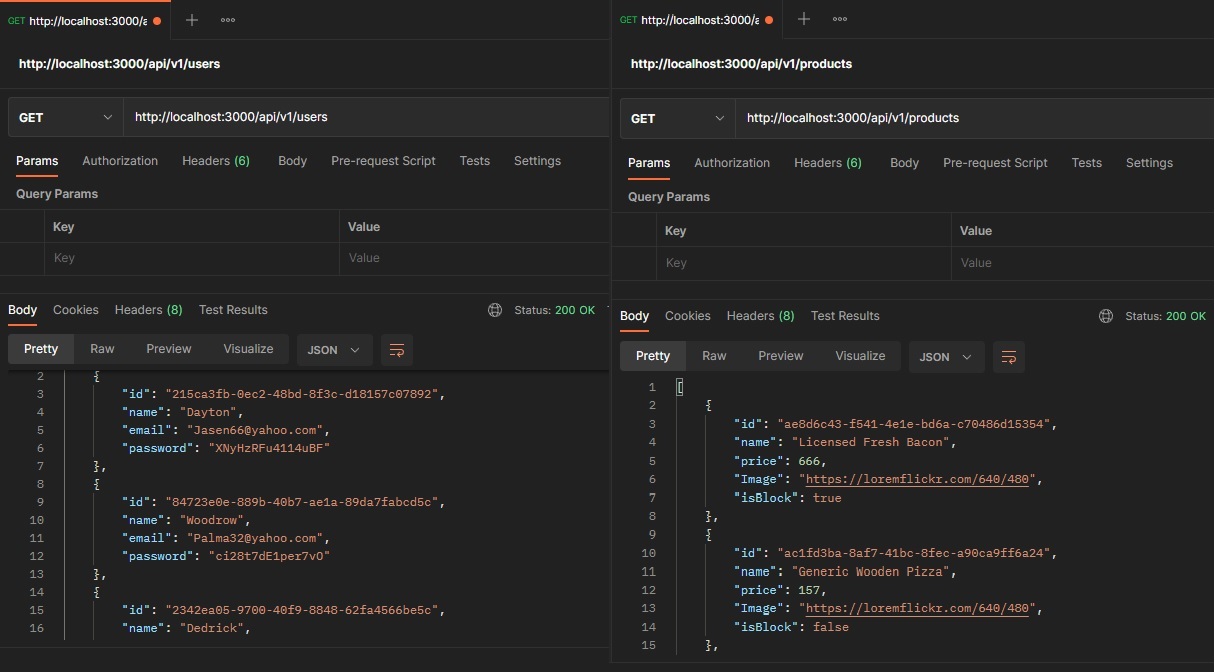 GET http://localhost:3000/a
http://localhost:3000/api/v1/users
GET http://localhost:3000/api/v1/users
Params Authorization Headers (6) Body Pre-request Script Tests Settings
Query Params
Key Value
Key Value
Body Cookies Headers (8) Test Results Status: 200 OK
Pretty Raw Preview Visualize JSON
2 {
3 "id": "215ca3fb-0ec2-48bd-8f3c-d18157c07892",
4 "name": "Dayton",
5 "email": "Jasen66@yahoo.com",
6 "password": "XNyHzRFu4114uBF"
7 },
8 {
9 "id": "84723e0e-889b-40b7-ae1a-89da7fabcd5c",
10 "name": "Woodrow",
11 "email": "Palma32@yahoo.com",
12 "password": "ci28t7dE1per7vO"
13 },
14 {
15 "id": "2342ea05-9700-40f9-8848-62fa4566be5c",
16 "name": "Dedrick",
GET http://localhost:3000/a
http://localhost:3000/api/v1/products
GET http://localhost:3000/api/v1/products
Params Authorization Headers (6) Body Pre-request Script Tests Settings
Query Params
Key Value
Key Value
Body Cookies Headers (8) Test Results Status: 200 OK
Pretty Raw Preview Visualize JSON
1 [
2 {
3 "id": "ae8d6c43-f541-4e1e-bd6a-c70486d15354",
4 "name": "Licensed Fresh Bacon",
5 "price": 666,
6 "Image": "https://loremflickr.com/640/480",
7 "isBlock": true
8 },
9 {
10 "id": "ac1fd3ba-8af7-41bc-8fec-a90ca9ff6a24",
11 "name": "Generic Wooden Pizza",
12 "price": 157,
13 "Image": "https://loremflickr.com/640/480",
14 "isBlock": false
15 },